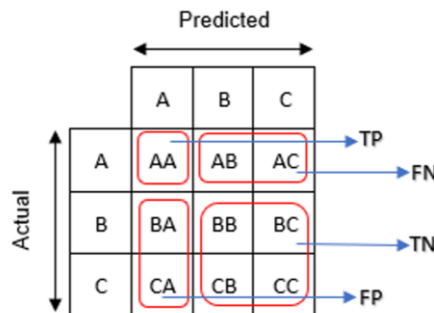 Predicted
A B C
A AA AB AC
B BA BB BC
C CA CB CC
Actual
TP
FN
TN
FP